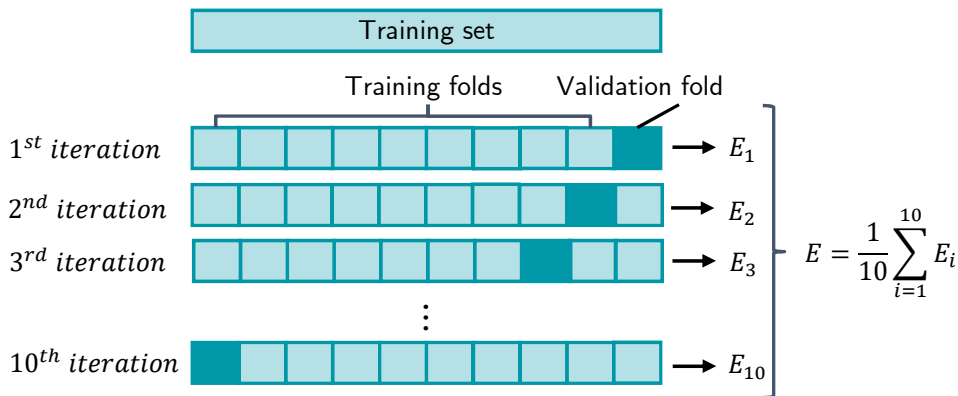 Training set
Training folds
Validation fold
1st iteration
E1
2nd iteration
E2
3rd iteration
E3
E = 1/10 ∑_{i=1}^{10} Ei
⋮
10th iteration
E10